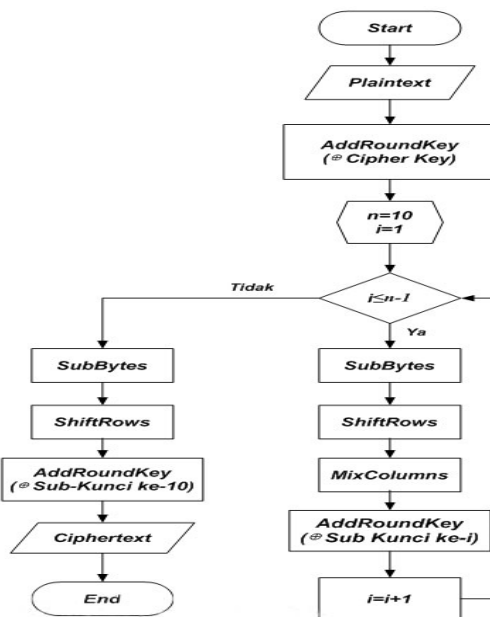 Start
Plaintext
AddRoundKey
(⊕ Cipher Key)
n=10
i=1
i≤n-1
Tidak
Ya
SubBytes
ShiftRows
AddRoundKey
(⊕ Sub-Kunci ke-10)
Ciphertext
End
SubBytes
ShiftRows
MixColumns
AddRoundKey
(⊕ Sub Kunci ke-i)
i=i+1